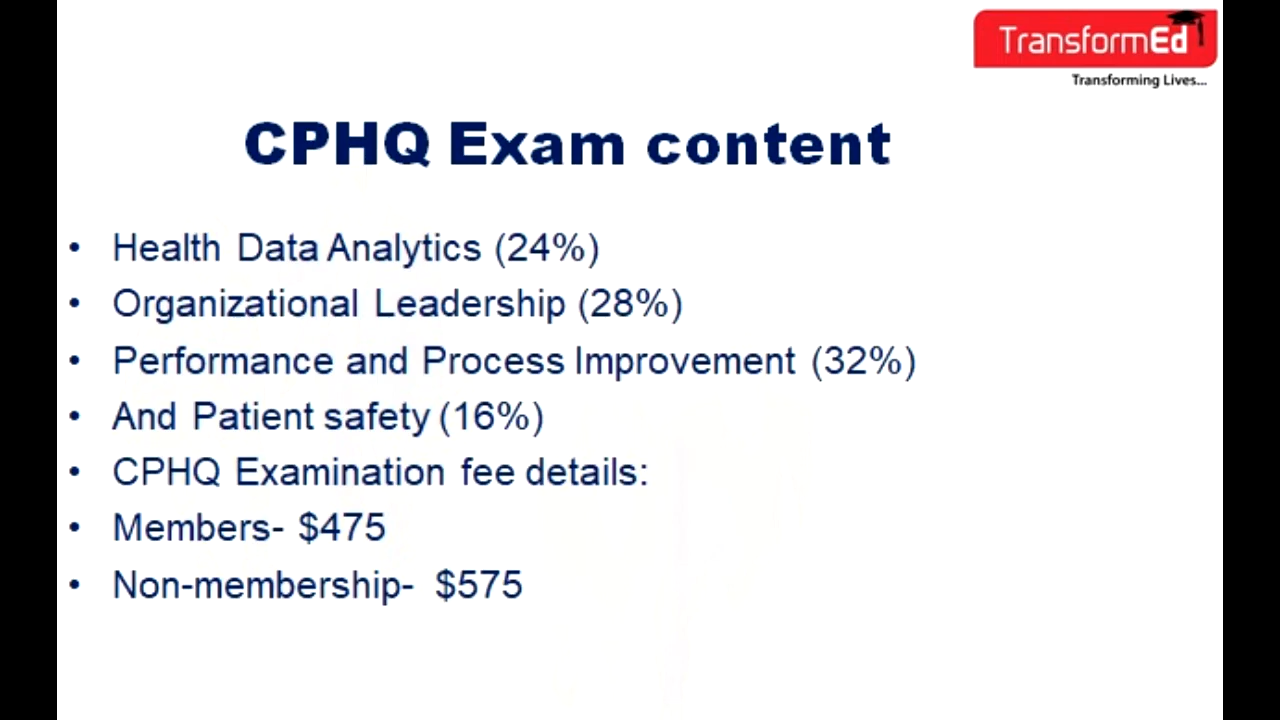 TransformEd
Transforming Lives...
CPHQ Exam content
• Health Data Analytics (24%)
• Organizational Leadership (28%)
• Performance and Process Improvement (32%)
• And Patient safety (16%)
• CPHQ Examination fee details:
• Members- $475
• Non-membership- $575